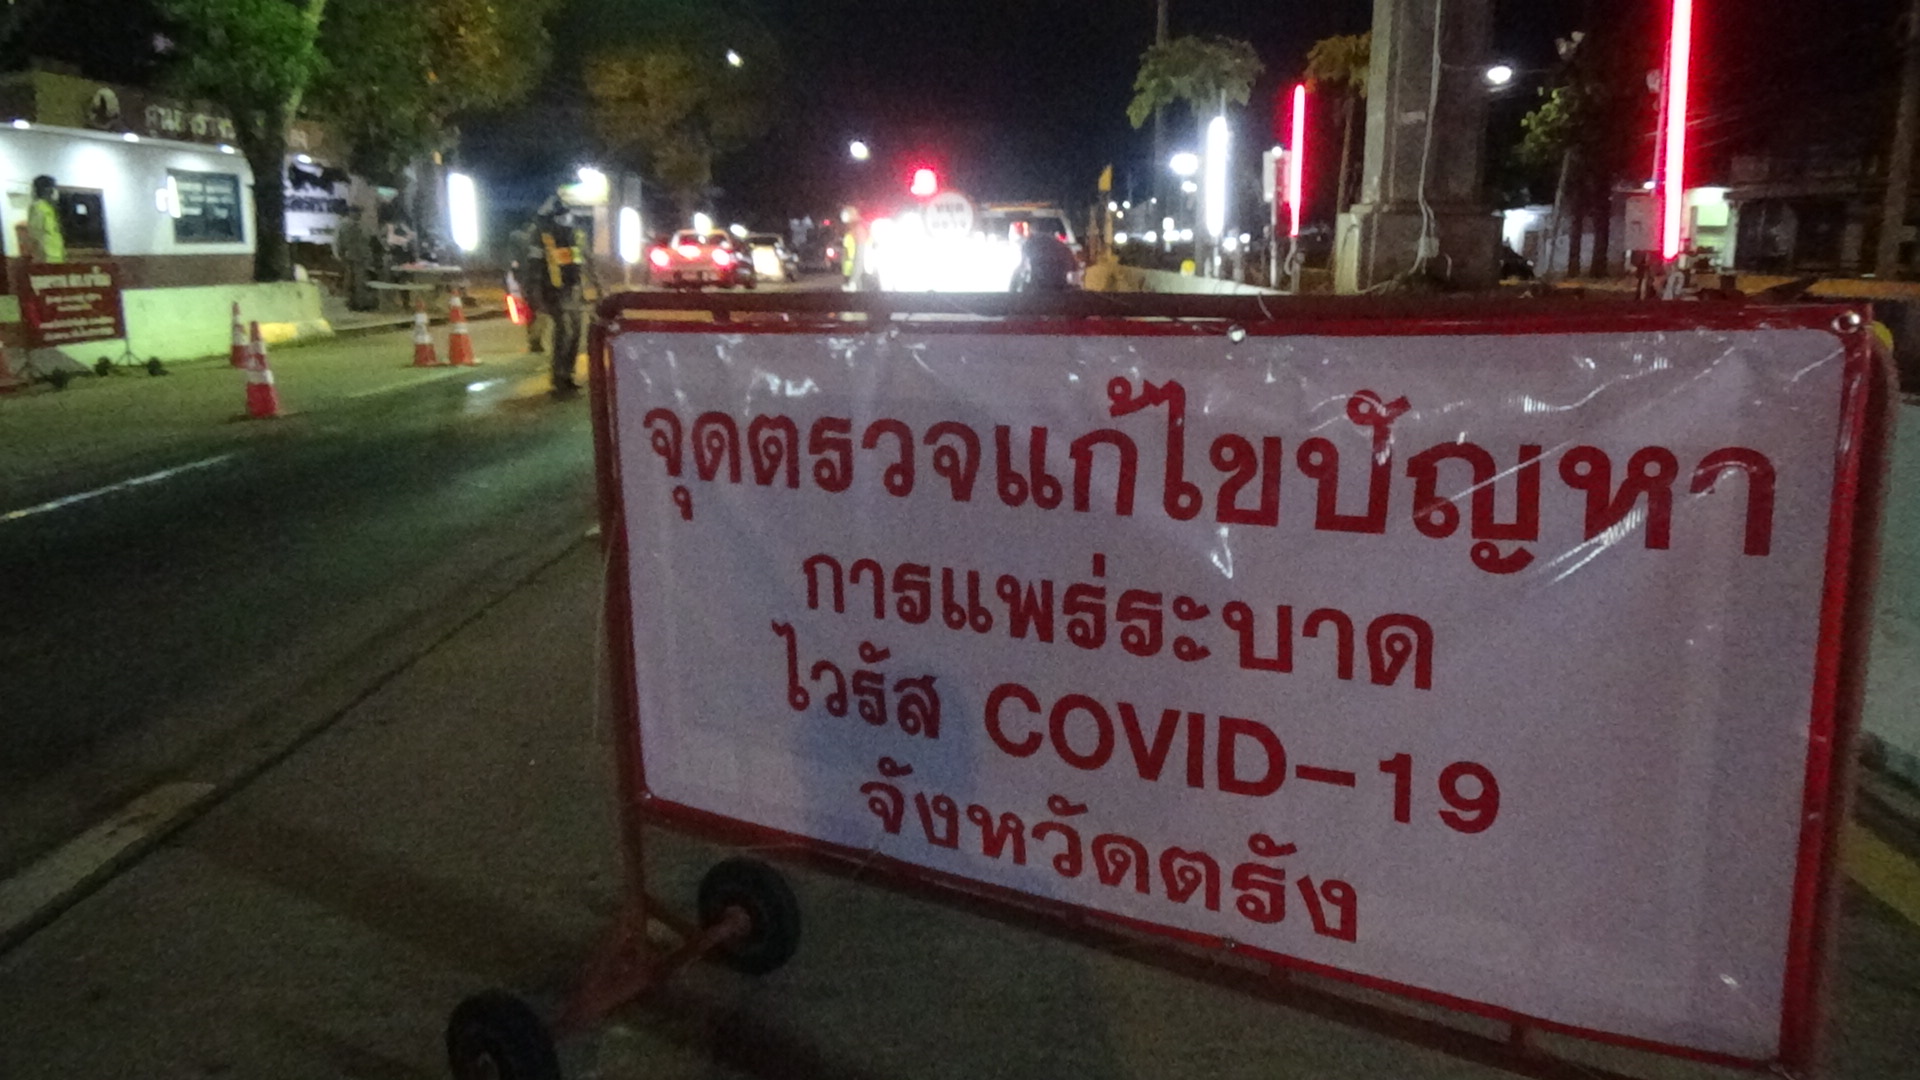 จุดตรวจแก้ไขปัญหา
การแพร่ระบาด
ไวรัส COVID-19
จังหวัดตรัง